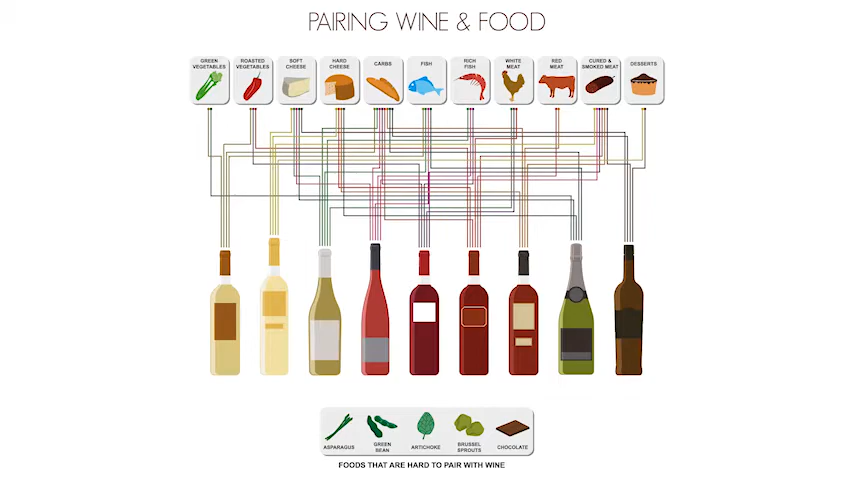 PAIRING WINE & FOOD
GREEN
VEGETABLES
ROASTED
VEGETABLES
SOFT
CHEESE
HARD
CHEESE
CARBS
FISH
RICH
FISH
WHITE
MEAT
RED
MEAT
CURED &
SMOKED MEAT
DESSERTS
ASPARAGUS
GREEN
BEAN
ARTICHOKE
BRUSSEL
SPROUTS
CHOCOLATE
FOODS THAT ARE HARD TO PAIR WITH WINE